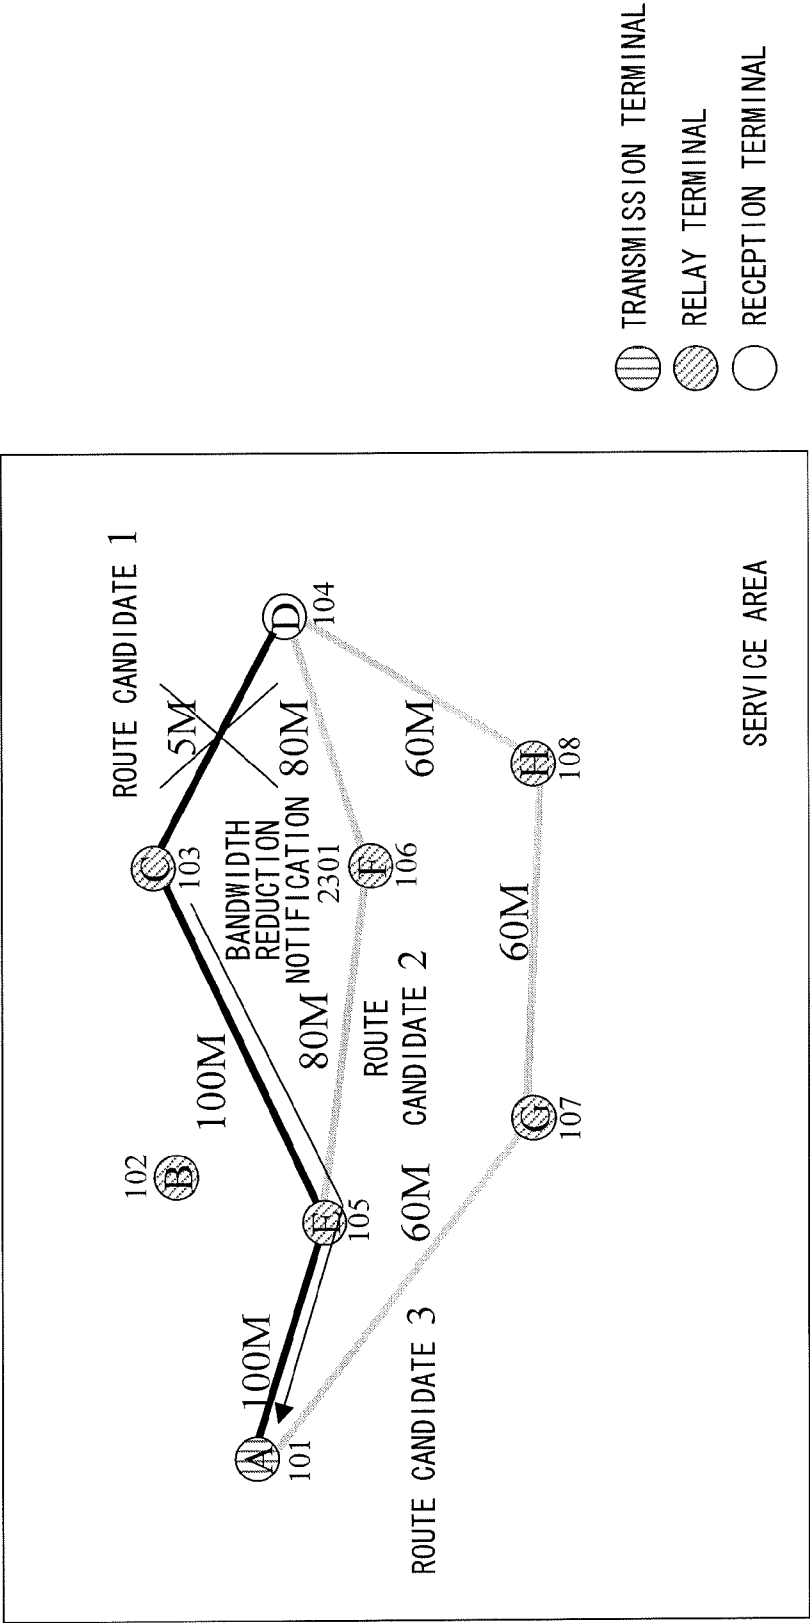 ROUTE CANDIDATE 1
102
B
C
103
5M
100M
BANDWIDTH
REDUCTION
NOTIFICATION
2301
80M
D
104
A
101
100M
E
105
80M
F
106
ROUTE
CANDIDATE 2
60M
60M
ROUTE CANDIDATE 3
60M
G
107
H
108
SERVICE AREA
TRANSMISSION TERMINAL
RELAY TERMINAL
RECEPTION TERMINAL